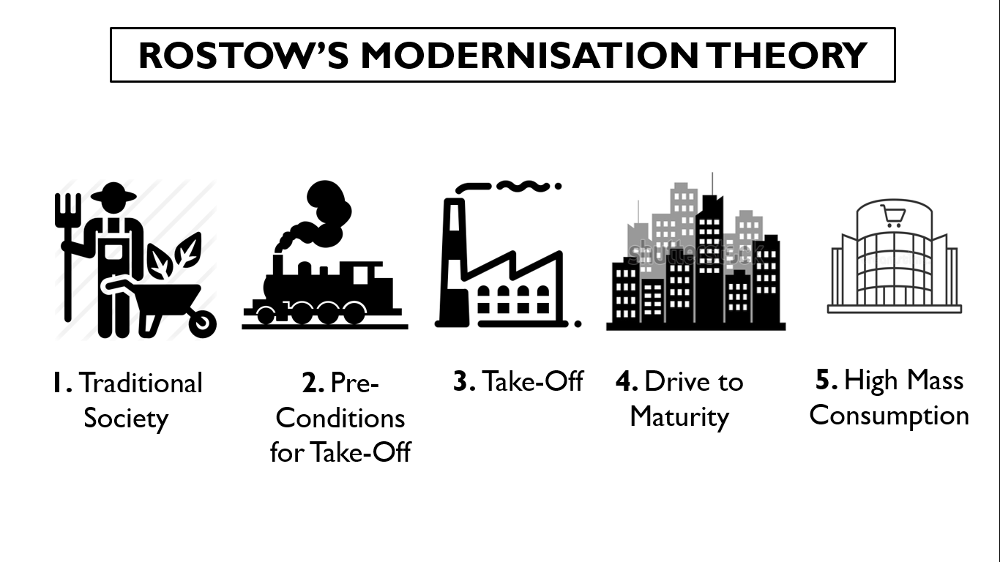 ROSTOW'S MODERNISATION THEORY
shutterstock
1. Traditional
Society
2. Pre-
Conditions
for Take-Off
3. Take-Off
4. Drive to
Maturity
5. High Mass
Consumption